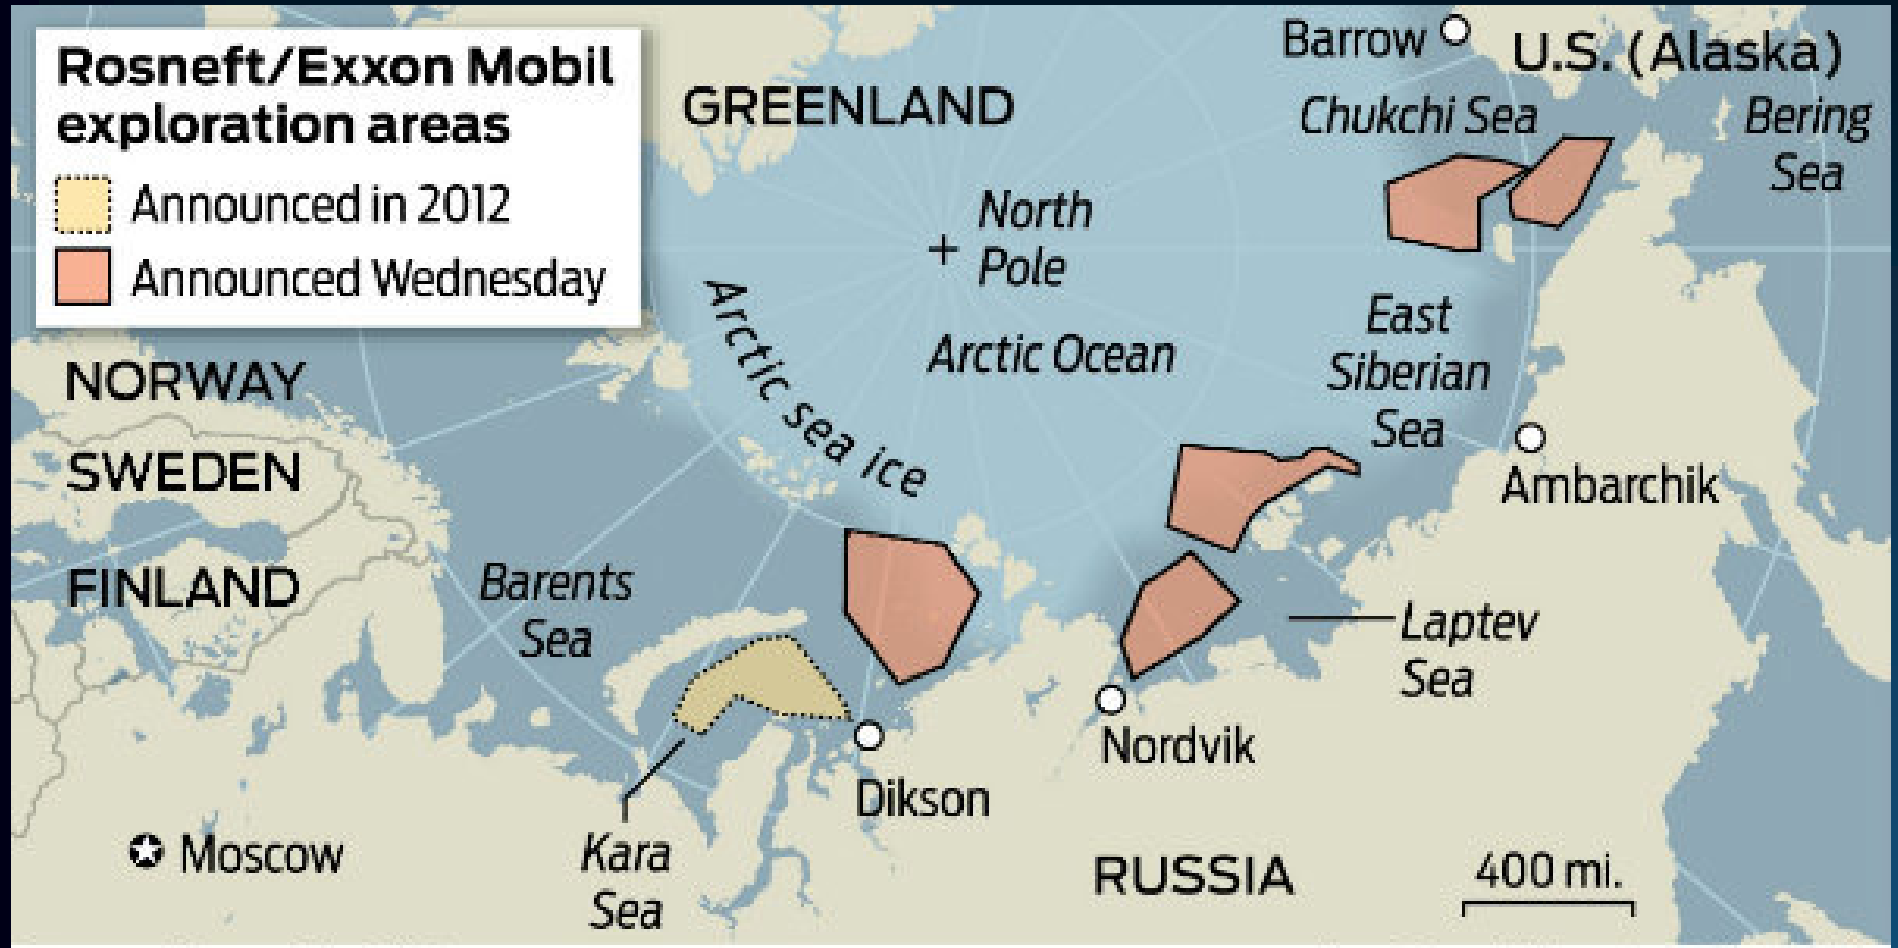 Rosneft/Exxon Mobil
exploration areas
Announced in 2012
Announced Wednesday
GREENLAND
Barrow
U.S. (Alaska)
Chukchi Sea
Bering
Sea
North
Pole
Arctic Ocean
Arctic sea ice
East
Siberian
Sea
NORWAY
SWEDEN
FINLAND
Ambarchik
Barents
Sea
Laptev
Sea
Nordvik
Dikson
Moscow
Kara
Sea
RUSSIA
400 mi.